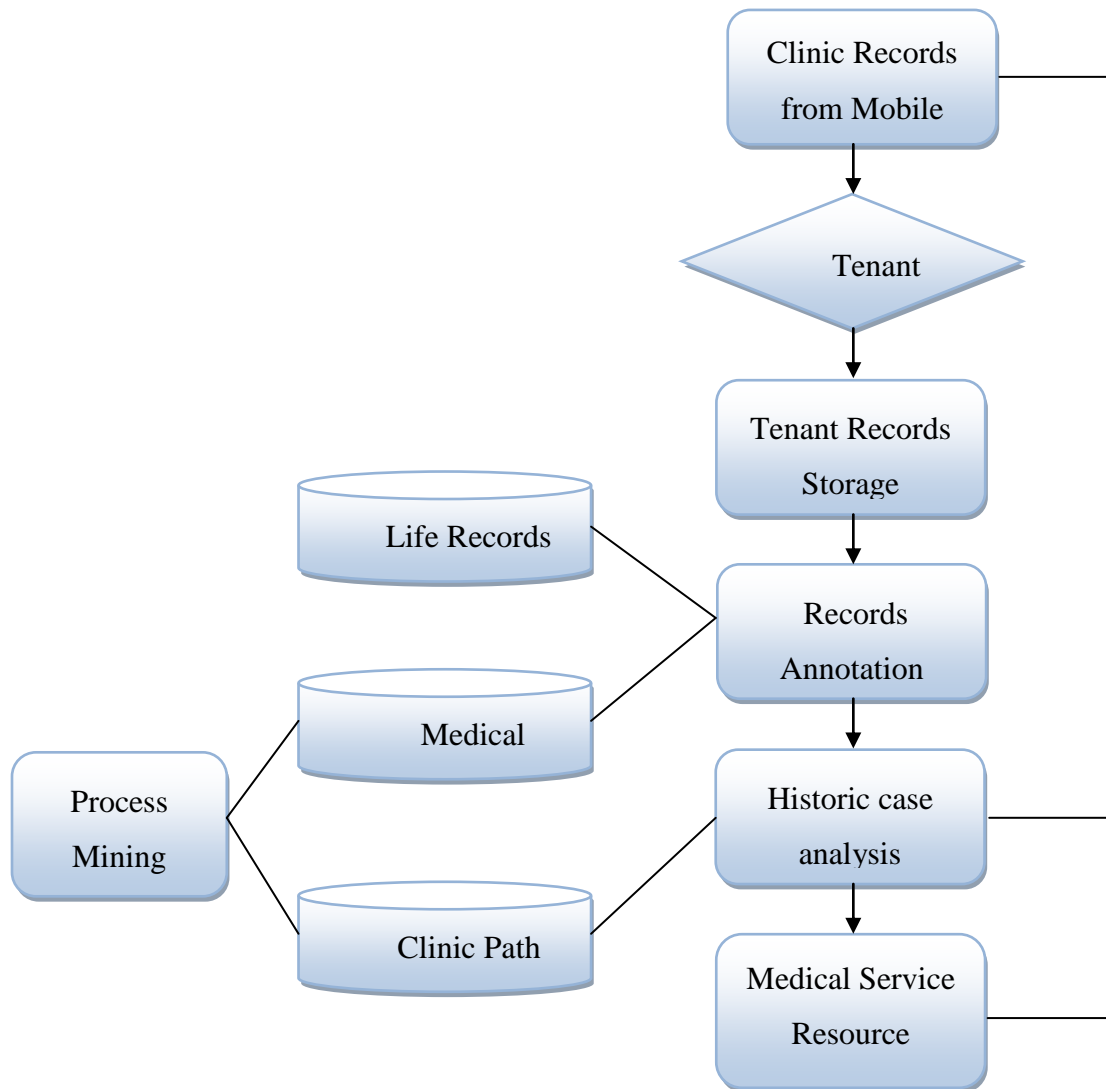 Clinic Records
from Mobile
Tenant
Tenant Records
Storage
Life Records
Records
Annotation
Medical
Process
Mining
Historic case
analysis
Clinic Path
Medical Service
Resource